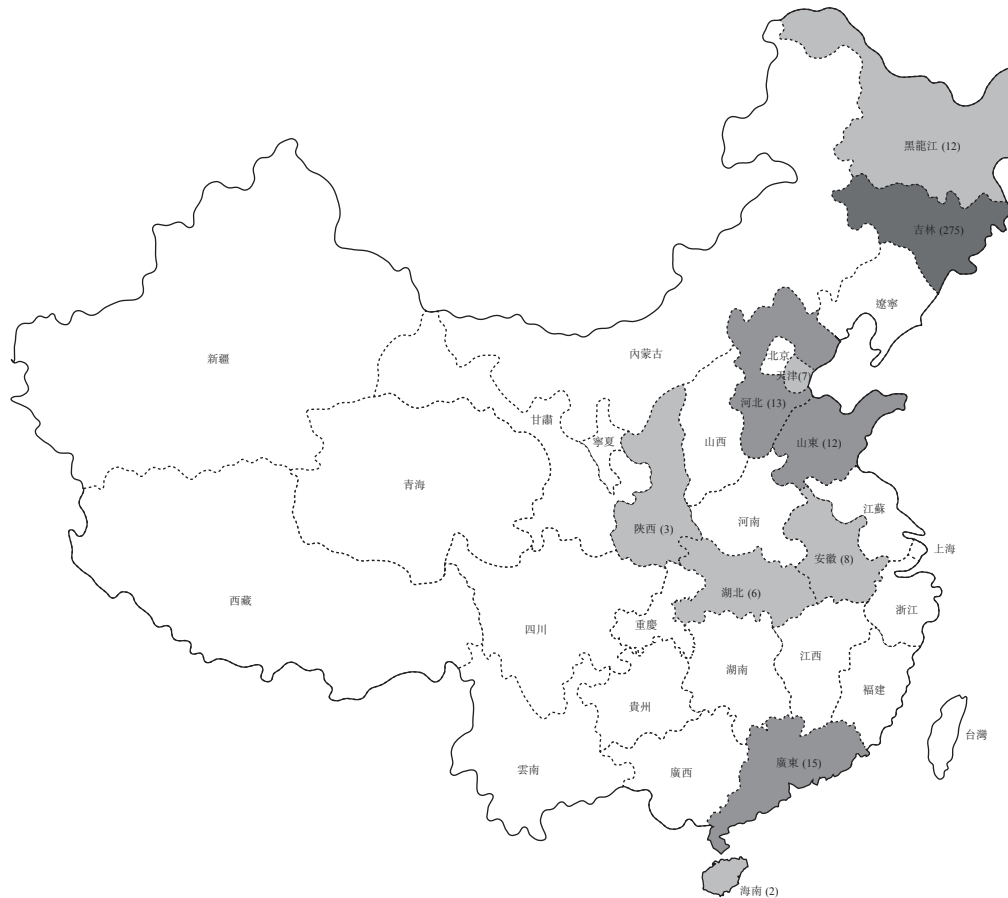 黑龍江 (12)
吉林 (275)
遼寧
內蒙古
新疆
北京
天津(7)
河北 (13)
甘肅
寧夏
山西
山東 (12)
青海
陝西 (3)
河南
江蘇
上海
安徽 (8)
湖北 (6)
西藏
浙江
四川
重慶
江西
湖南
福建
貴州
台灣
廣東 (15)
雲南
廣西
海南 (2)